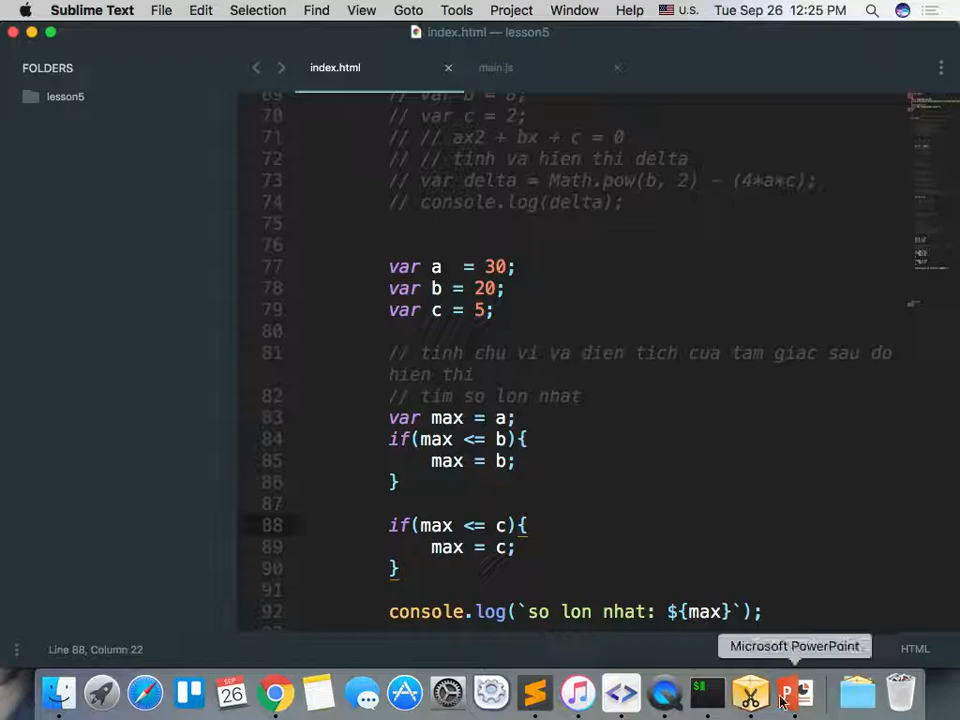 Sublime Text File Edit Selection Find View Goto Tools Project Window Help U.S. Tue Sep 26 12:25 PM
index.html — lesson5
FOLDERS
index.html
main.js
lesson5
69 // var b = 8;
70 // var c = 2;
71 // // ax2 + bx + c = 0
72 // // tinh va hien thi delta
73 // var delta = Math.pow(b, 2) - (4*a*c);
74 // console.log(delta);
75
76
77 var a  = 30;
78 var b = 20;
79 var c = 5;
80
81 // tinh chu vi va dien tich cua tam giac sau do
hien thi
82 // tim so lon nhat
83 var max = a;
84 if(max <= b){
85 max = b;
86 }
87
88 if(max <= c){
89 max = c;
90 }
91
92 console.log(`so lon nhat: ${max}`);
Microsoft PowerPoint
Line 88, Column 22
HTML
SEP
26